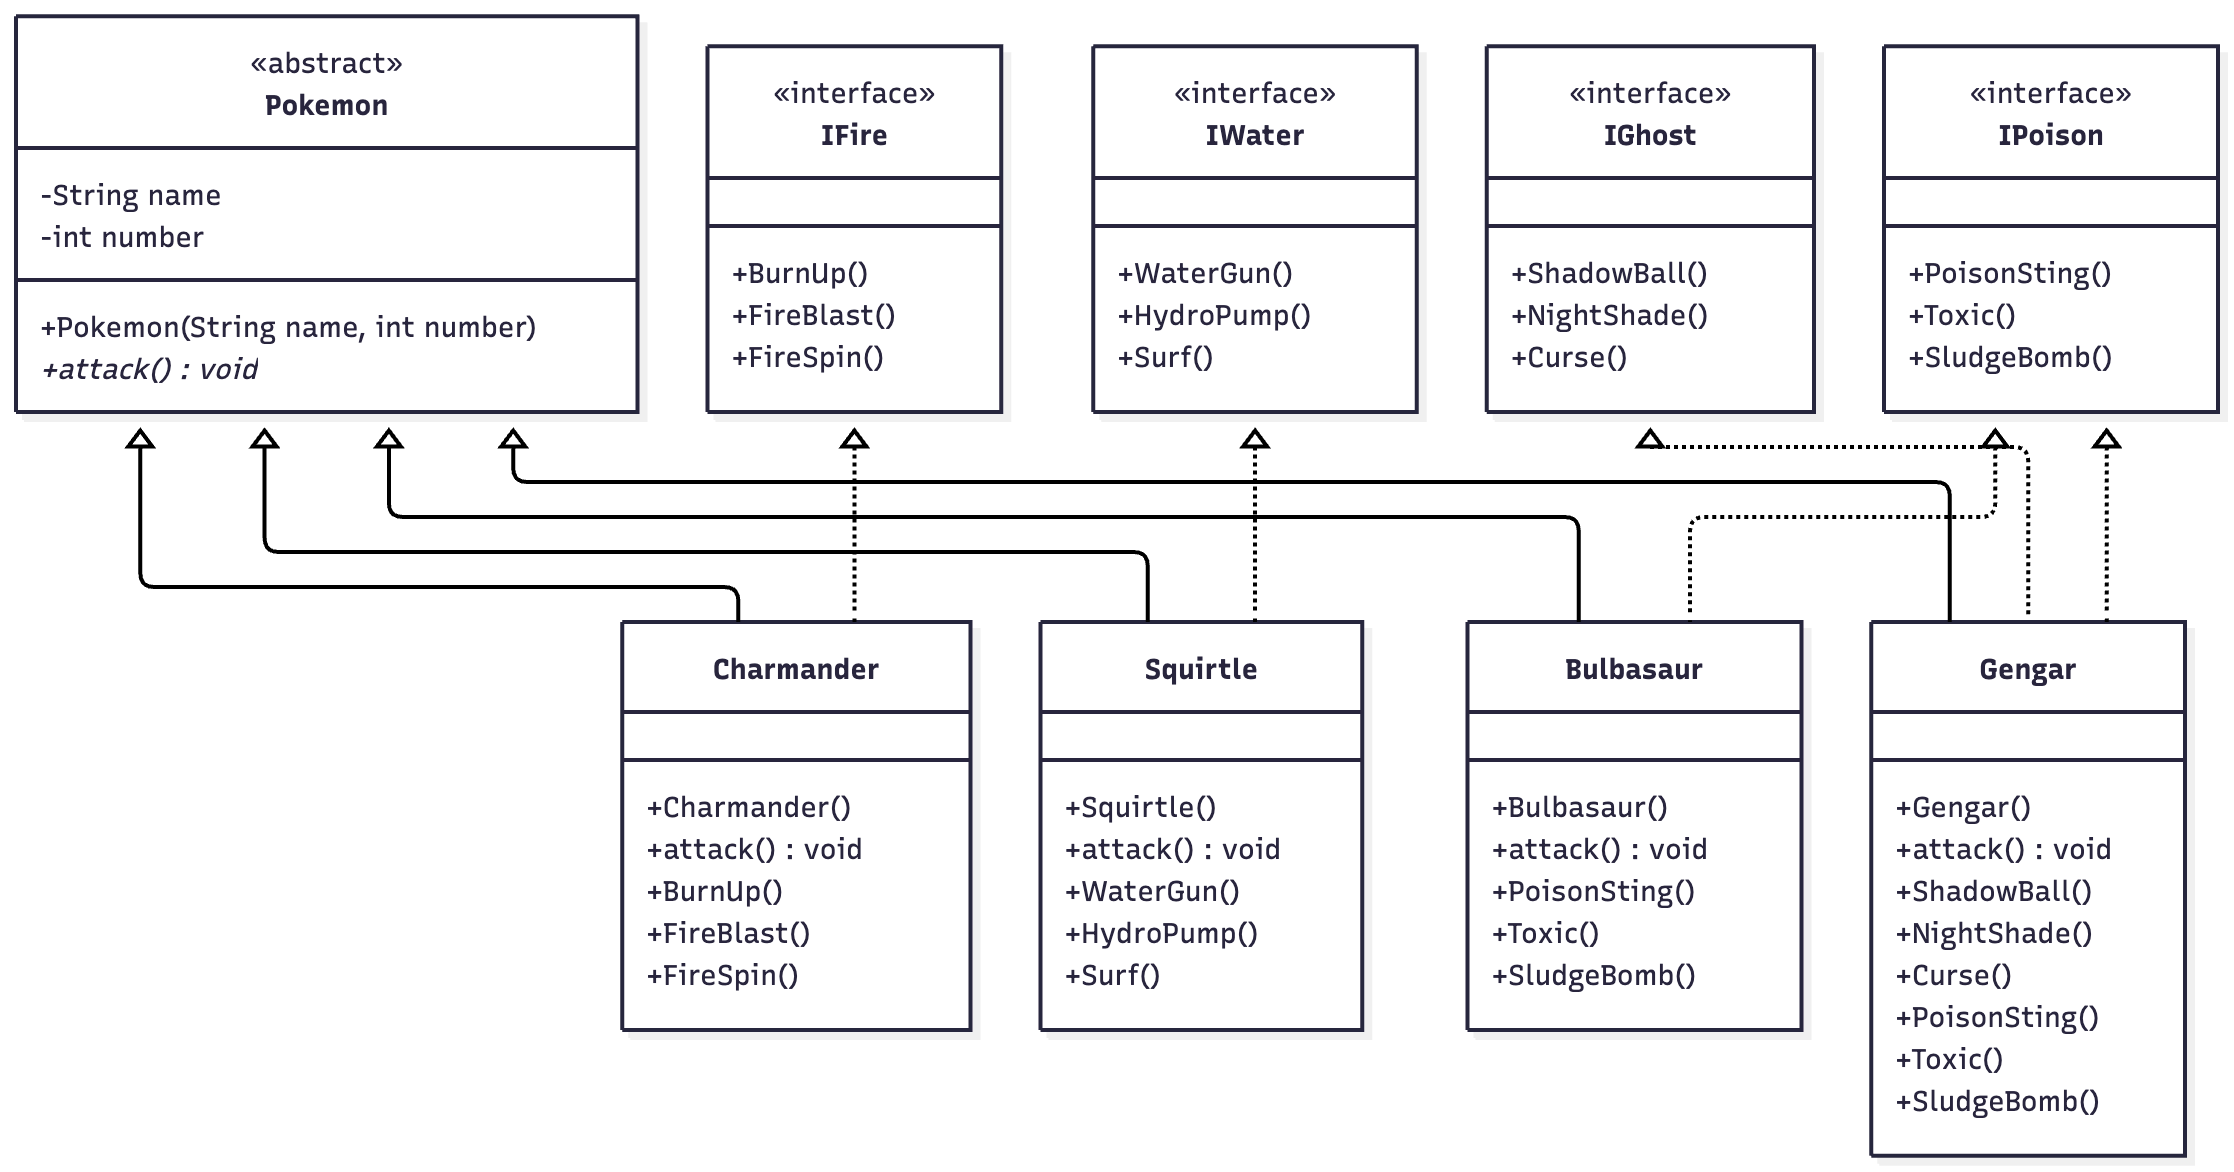 «abstract»
Pokemon
-String name
-int number
+Pokemon(String name, int number)
+attack() : void
«interface»
IFire
+BurnUp()
+FireBlast()
+FireSpin()
«interface»
IWater
+WaterGun()
+HydroPump()
+Surf()
«interface»
IGhost
+ShadowBall()
+NightShade()
+Curse()
«interface»
IPoison
+PoisonSting()
+Toxic()
+SludgeBomb()
Charmander
+Charmander()
+attack() : void
+BurnUp()
+FireBlast()
+FireSpin()
Squirtle
+Squirtle()
+attack() : void
+WaterGun()
+HydroPump()
+Surf()
Bulbasaur
+Bulbasaur()
+attack() : void
+PoisonSting()
+Toxic()
+SludgeBomb()
Gengar
+Gengar()
+attack() : void
+ShadowBall()
+NightShade()
+Curse()
+PoisonSting()
+Toxic()
+SludgeBomb()